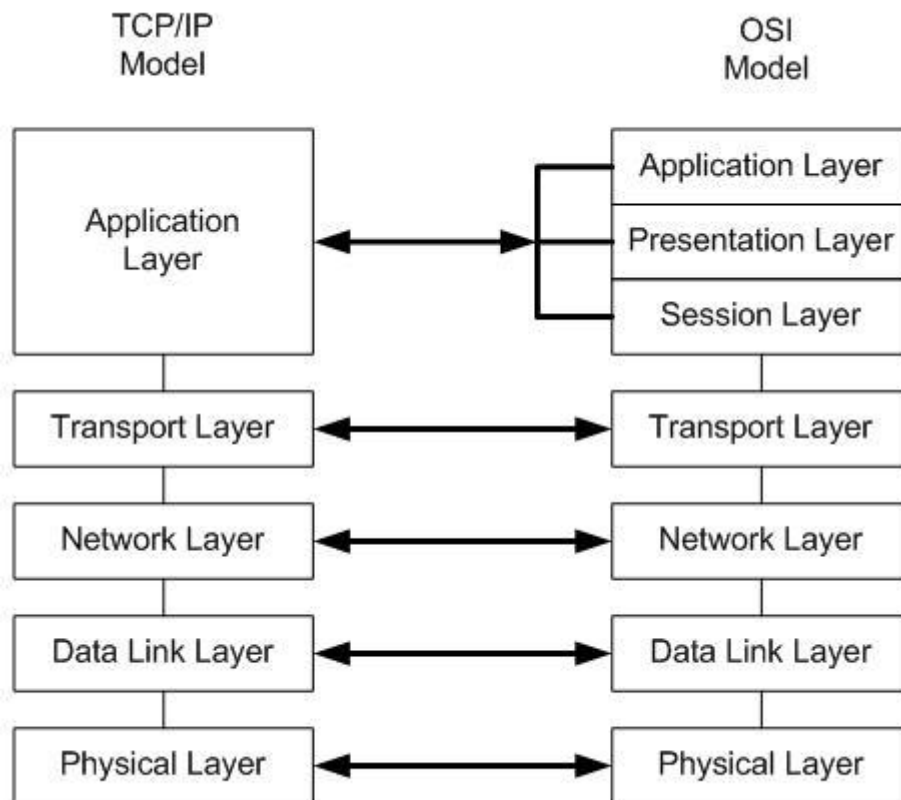 TCP/IP
Model
OSI
Model
Application
Layer
Application Layer
Presentation Layer
Session Layer
Transport Layer
Transport Layer
Network Layer
Network Layer
Data Link Layer
Data Link Layer
Physical Layer
Physical Layer